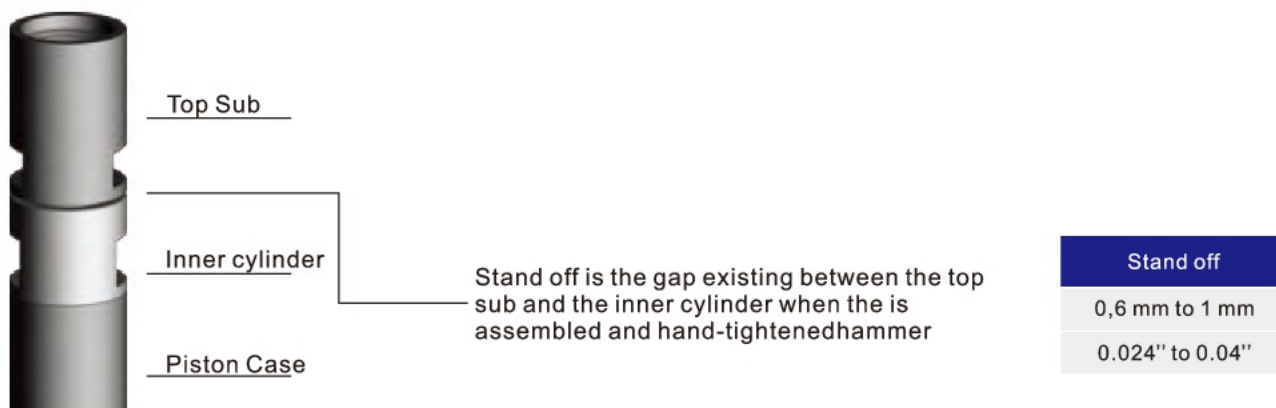 Top Sub
Inner cylinder
Piston Case
Stand off is the gap existing between the top
sub and the inner cylinder when the is
assembled and hand-tightenedhammer
Stand off
0,6 mm to 1 mm
0.024'' to 0.04''